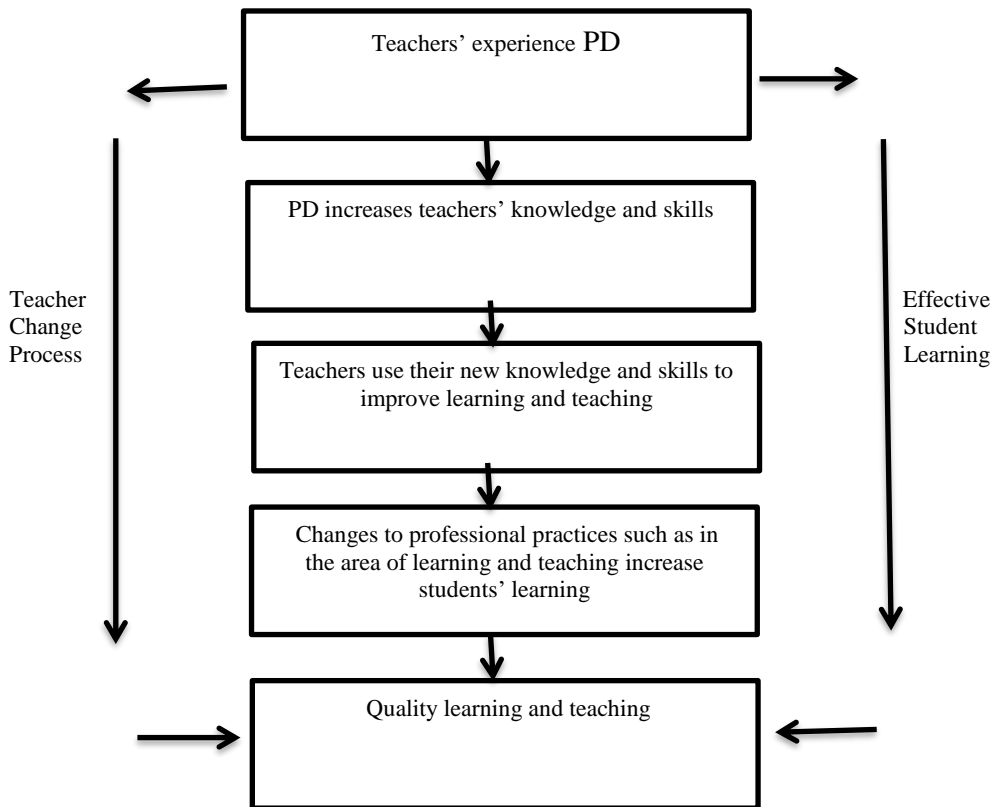 Teachers’ experience PD
PD increases teachers’ knowledge and skills
Teacher
Change
Process
Effective
Student
Learning
Teachers use their new knowledge and skills to
improve learning and teaching
Changes to professional practices such as in
the area of learning and teaching increase
students’ learning
Quality learning and teaching